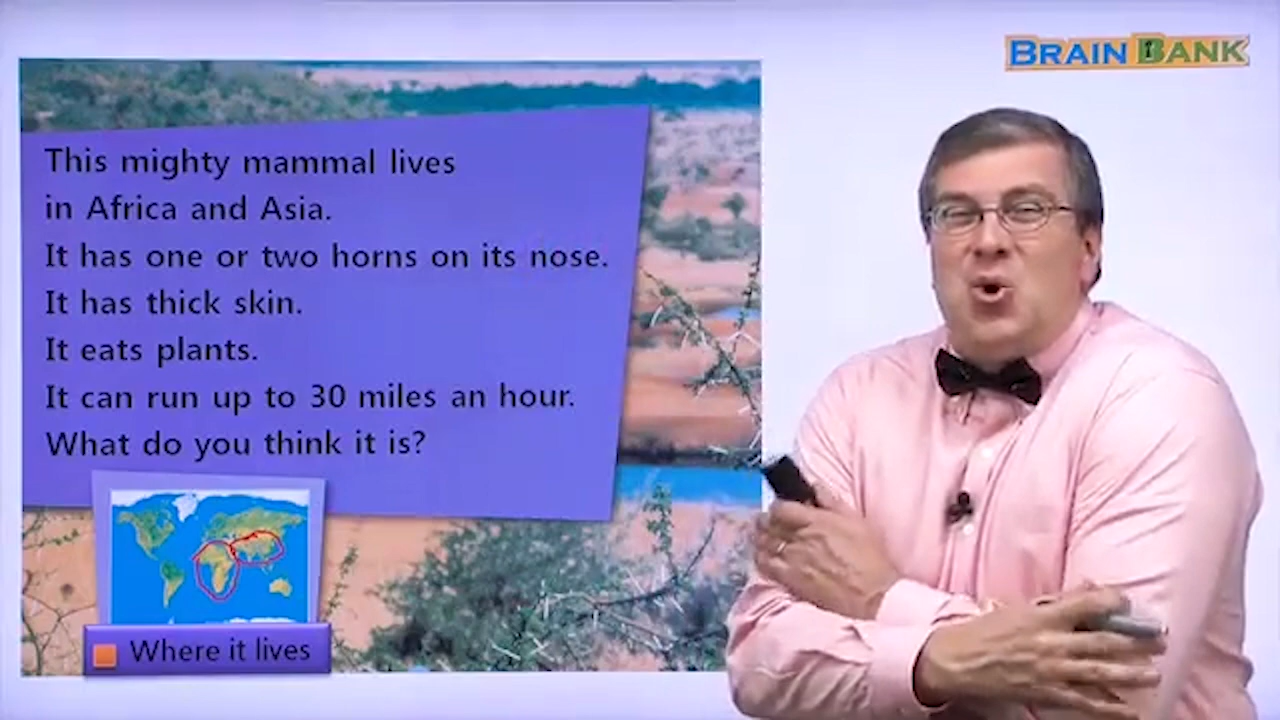 BRAIN BANK
This mighty mammal lives
in Africa and Asia.
It has one or two horns on its nose.
It has thick skin.
It eats plants.
It can run up to 30 miles an hour.
What do you think it is?
Where it lives